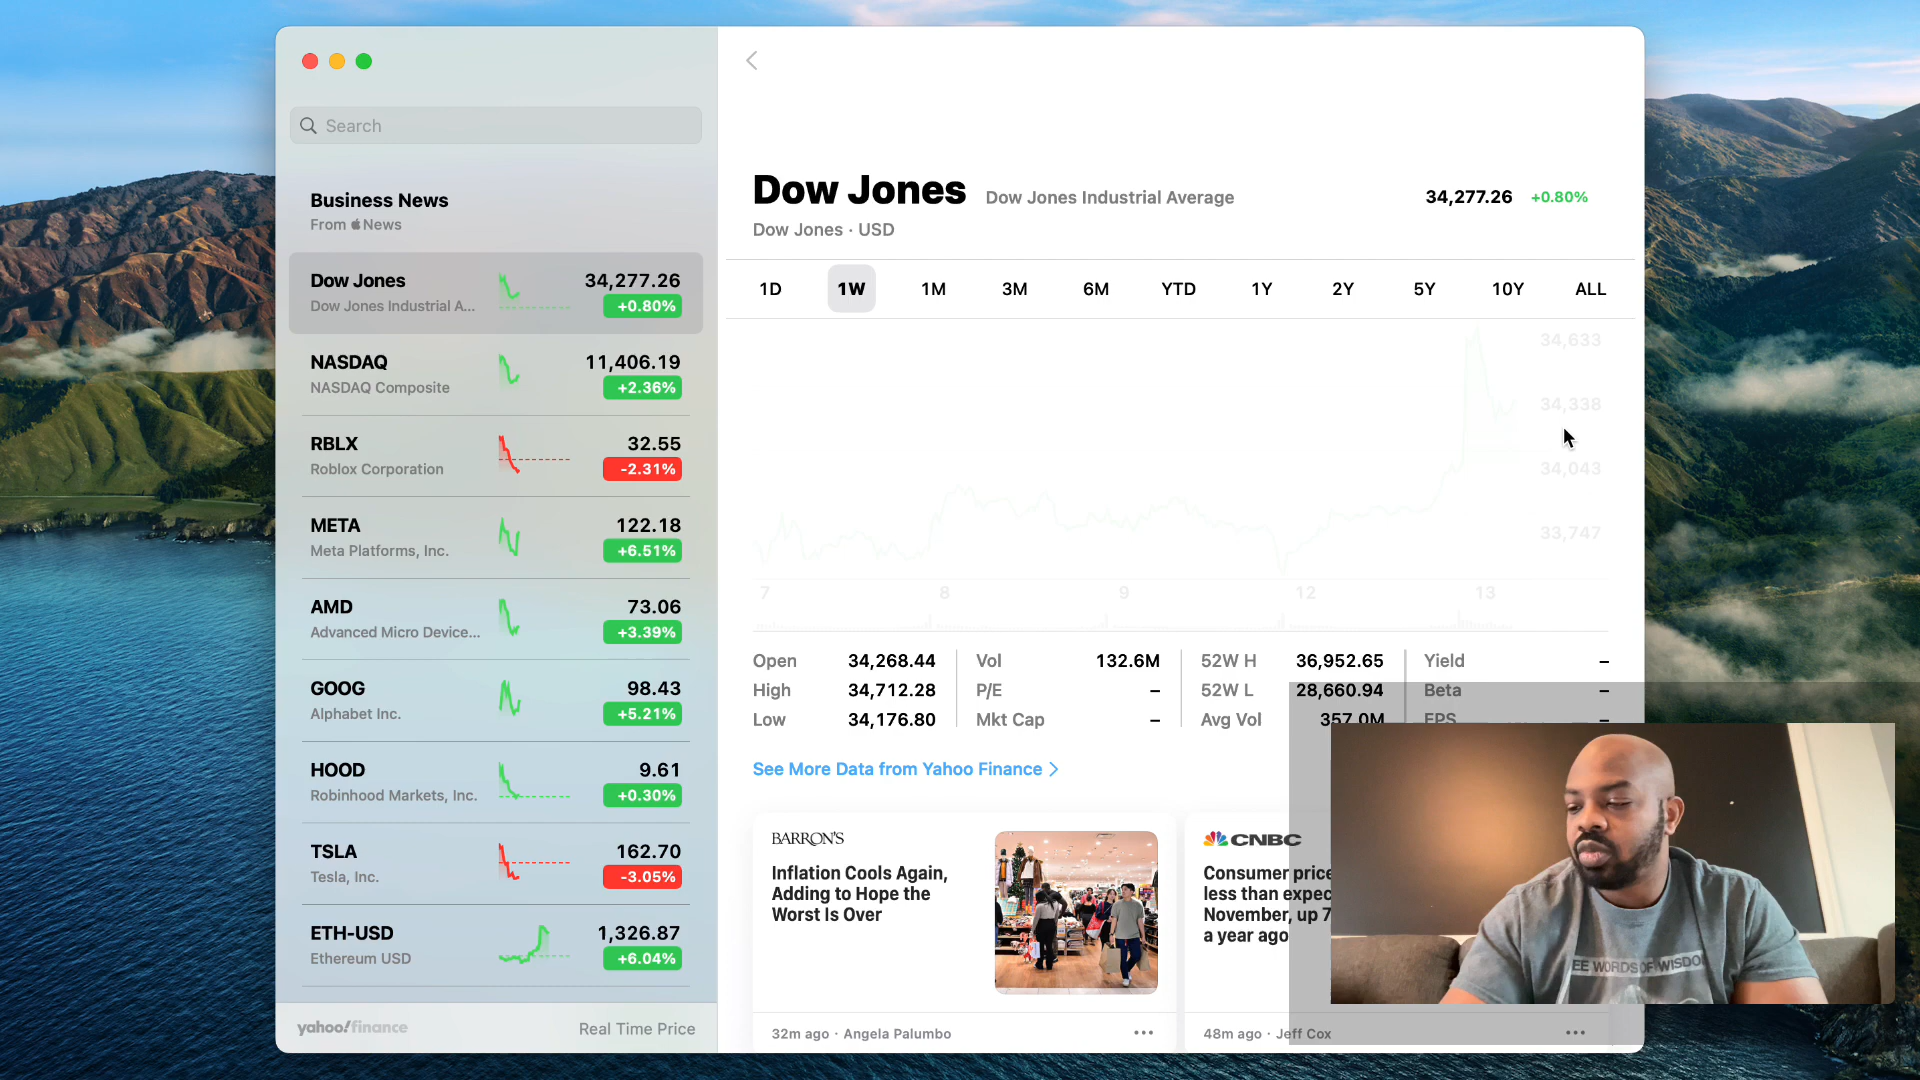 Search
Business News
From News
Dow Jones
34,277.26
Dow Jones Industrial A...
+0.80%
NASDAQ
11,406.19
NASDAQ Composite
+2.36%
RBLX
32.55
Roblox Corporation
-2.31%
META
122.18
Meta Platforms, Inc.
+6.51%
AMD
73.06
Advanced Micro Device...
+3.39%
GOOG
98.43
Alphabet Inc.
+5.21%
HOOD
9.61
Robinhood Markets, Inc.
+0.30%
TSLA
162.70
Tesla, Inc.
-3.05%
ETH-USD
1,326.87
Ethereum USD
+6.04%
yahoo!finance
Real Time Price
Dow Jones Dow Jones Industrial Average
34,277.26 +0.80%
Dow Jones · USD
1D 1W 1M 3M 6M YTD 1Y 2Y 5Y 10Y ALL
34,633
34,338
34,043
33,747
7 8 9 12 13
Open 34,268.44 Vol 132.6M 52W H 36,952.65 Yield –
High 34,712.28 P/E – 52W L 28,660.94 Beta –
Low 34,176.80 Mkt Cap – Avg Vol 357.0M EPS –
See More Data from Yahoo Finance >
BARRON'S
Inflation Cools Again,
Adding to Hope the
Worst Is Over
32m ago · Angela Palumbo
CNBC
Consumer price
less than expec
November, up 7
a year ago
48m ago · Jeff Cox
EE WORDS OF WISDOM